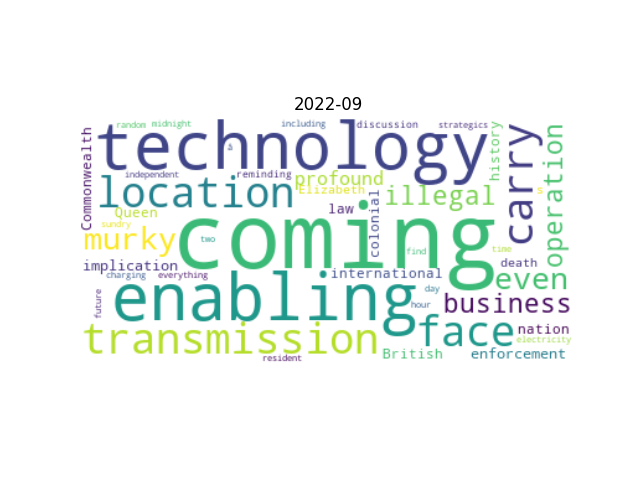 2022-09
random midnight including discussion strategics
technology
Commonwealth
â
carry
history
operation
independent reminding profound
location
Elizabeth
illegal
s
Queen
law
colonial
sundry
murky
coming
two
find
time
implication
international
death
charging everything
even
day
enabling
future
hour
business
transmission
face
nation
electricity
British
enforcement
resident